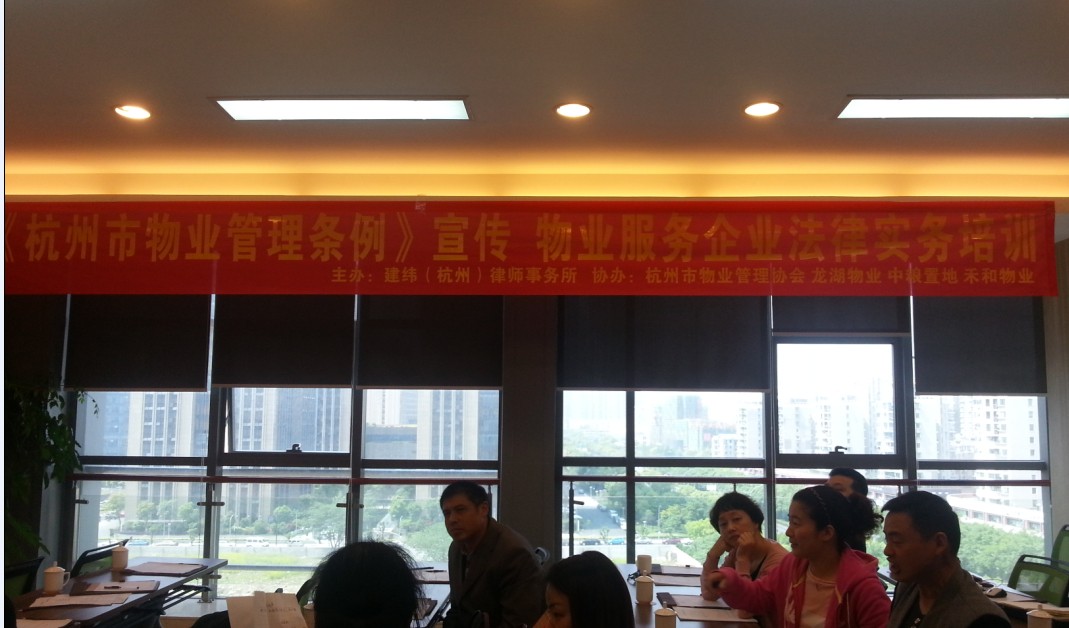 《杭州市物业管理条例》宣传 物业服务企业法律实务培训
主办：建纬（杭州）律师事务所 协办：杭州市物业管理协会 龙湖物业 中粮置地 禾和物业